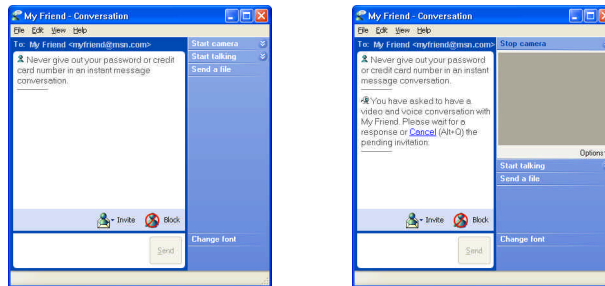 My Friend - Conversation
File Edit View Help
To: My Friend <myfriend@msn.com>
Never give out your password or credit
card number in an instant message
conversation.
Start camera
Start talking
Send a file
Invite
Block
Send
Change font
My Friend - Conversation
File Edit View Help
To: My Friend <myfriend@msn.com>
Never give out your password
or credit card number in an instant
message conversation.
You have asked to have a
video and voice conversation with
My Friend. Please wait for a
response or Cancel (Alt+Q) the
pending invitation.
Stop camera
Options
Start talking
Send a file
Invite
Block
Send
Change font